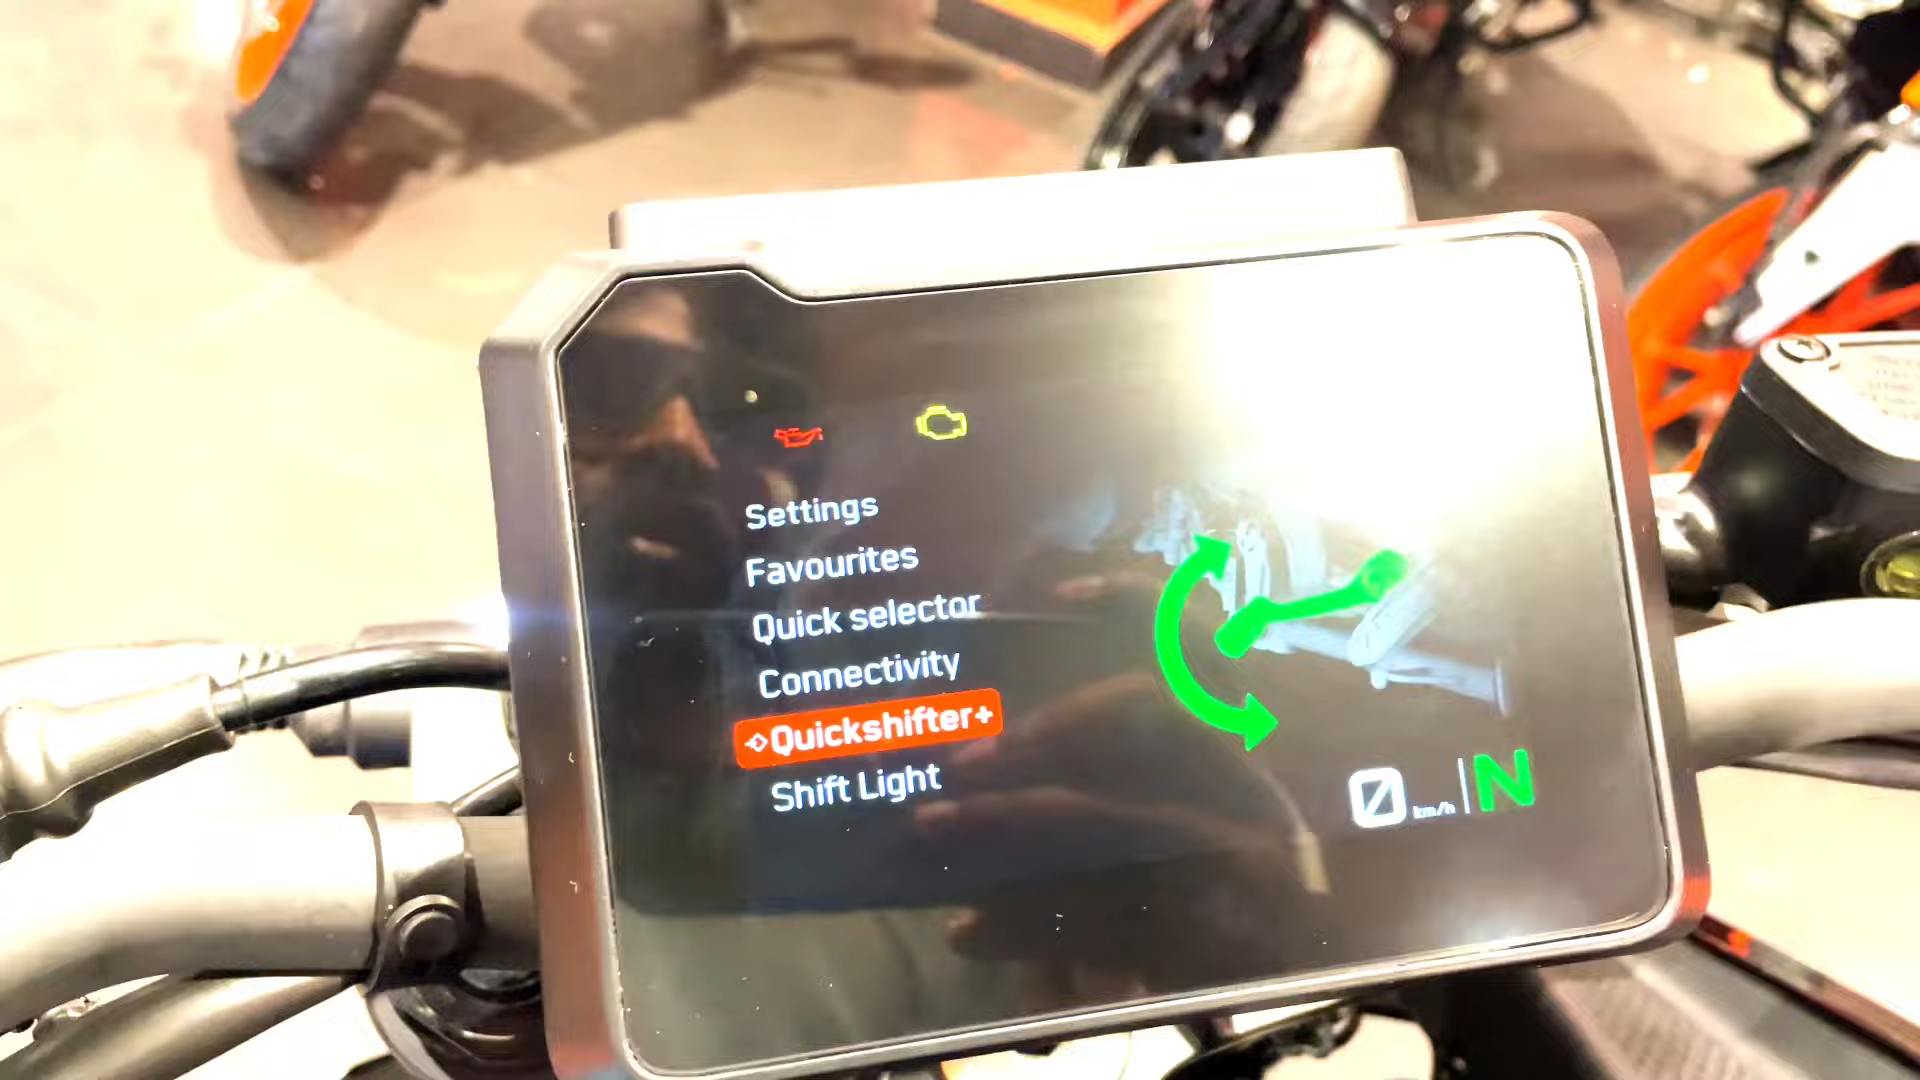 Settings
Favourites
Quick selector
Connectivity
Quickshifter+
Shift Light
0 km/h N